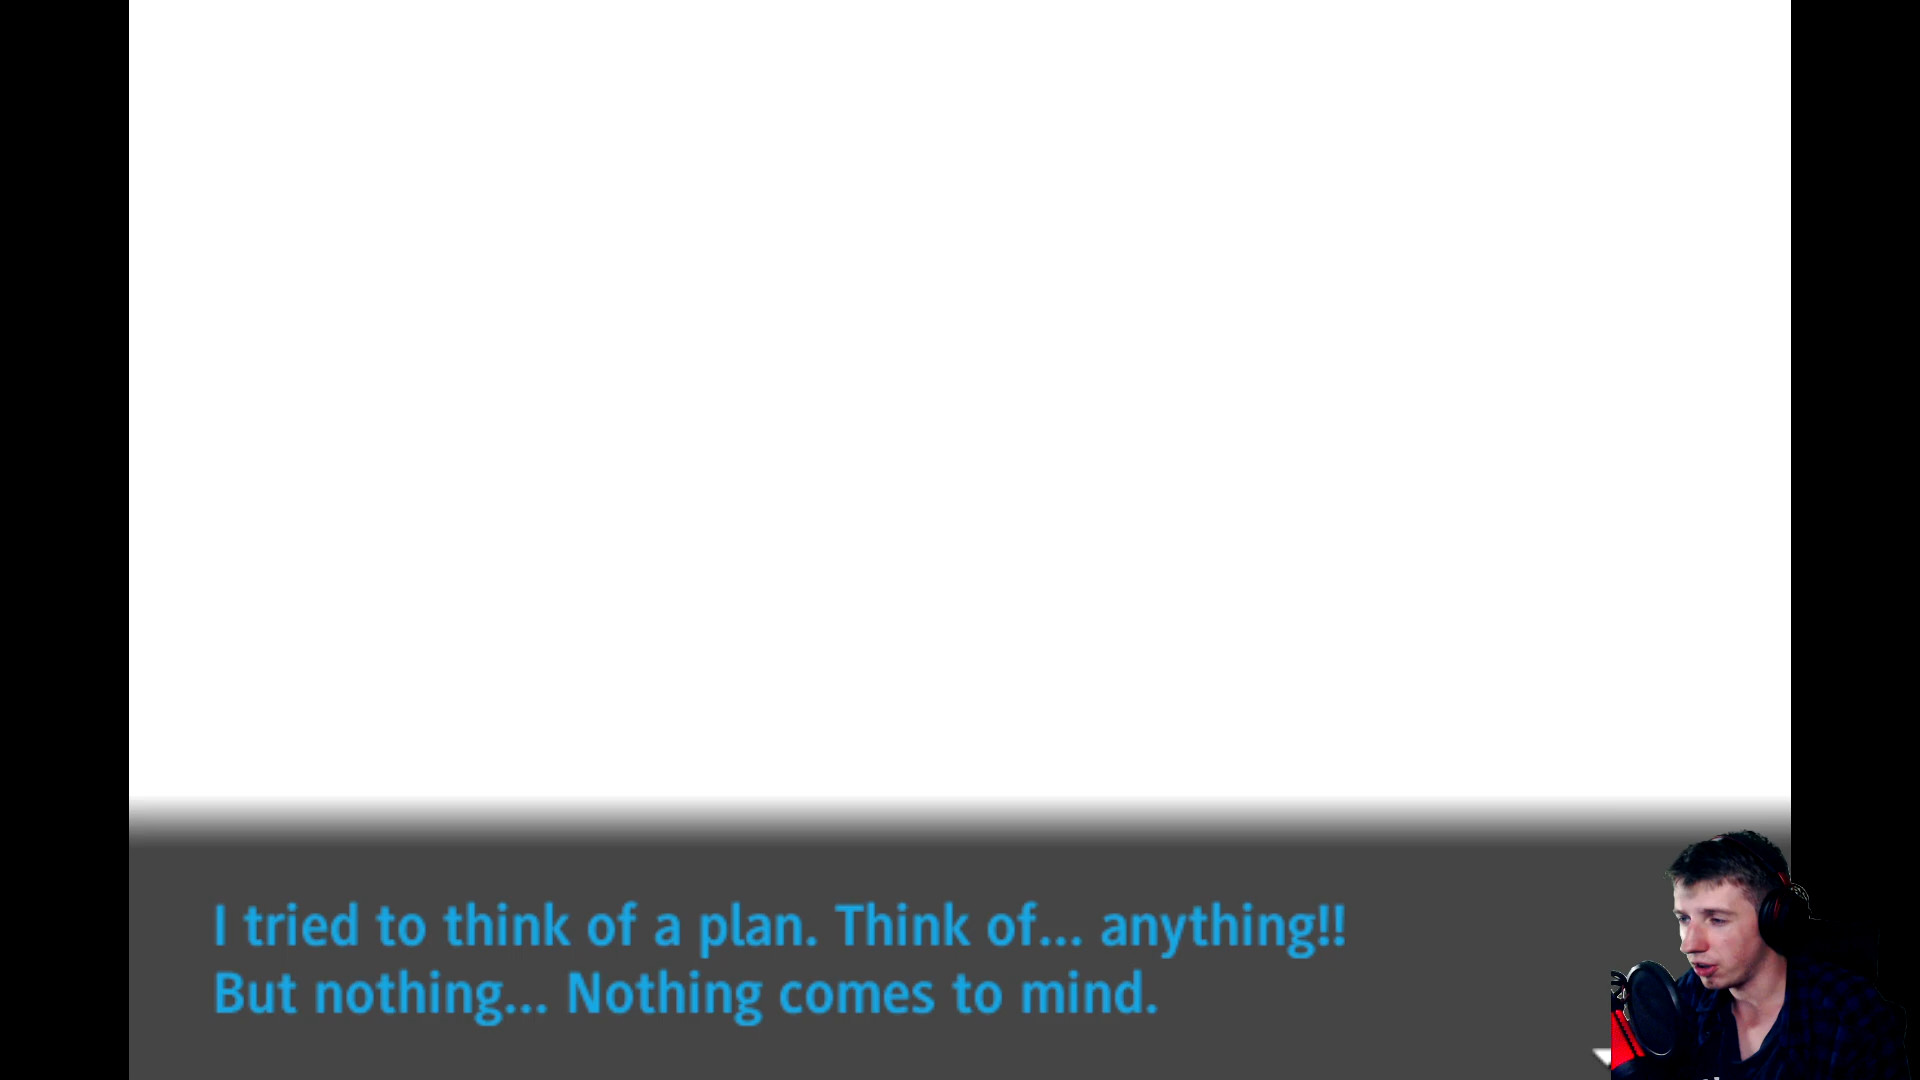 I tried to think of a plan. Think of... anything!!
But nothing... Nothing comes to mind.